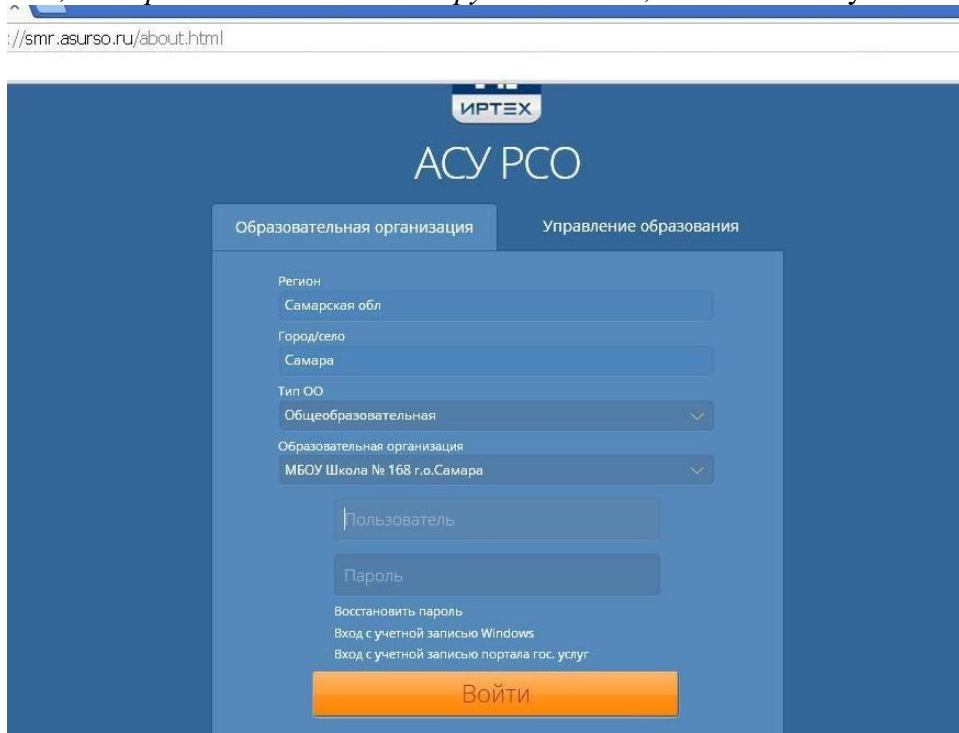 ://smr.asurso.ru/about.html
ИРТЕХ
АСУ РСО
Образовательная организация
Управление образования
Регион
Самарская обл
Город/село
Самара
Тип ОО
Общеобразовательная
Образовательная организация
МБОУ Школа № 168 г.о.Самара
Пользователь
Пароль
Восстановить пароль
Вход с учетной записью Windows
Вход с учетной записью портала гос. услуг
Войти